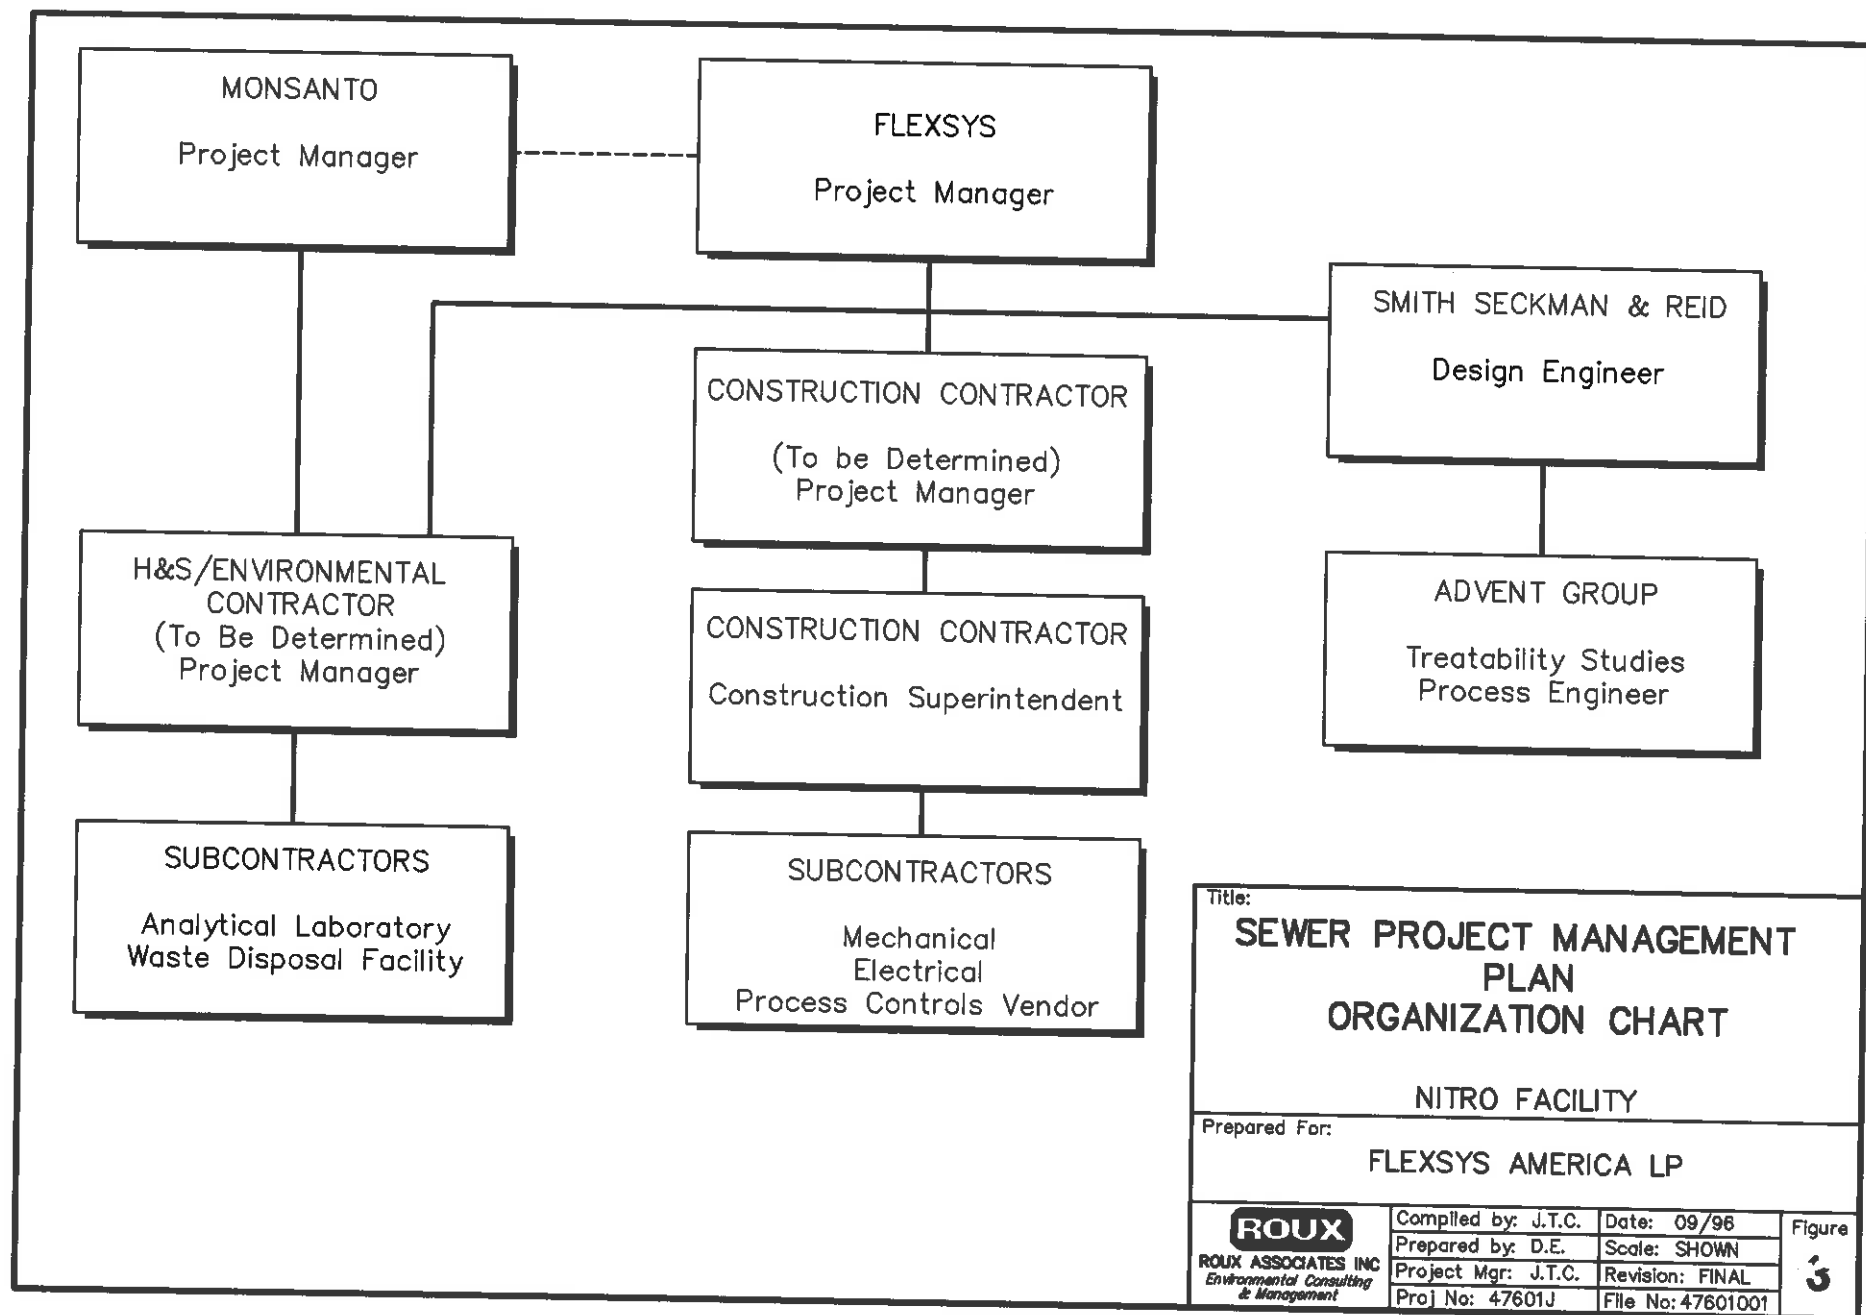 MONSANTO
Project Manager
FLEXSYS
Project Manager
SMITH SECKMAN & REID
Design Engineer
CONSTRUCTION CONTRACTOR
(To be Determined)
Project Manager
H&S/ENVIRONMENTAL
CONTRACTOR
(To Be Determined)
Project Manager
CONSTRUCTION CONTRACTOR
Construction Superintendent
ADVENT GROUP
Treatability Studies
Process Engineer
SUBCONTRACTORS
Analytical Laboratory
Waste Disposal Facility
SUBCONTRACTORS
Mechanical
Electrical
Process Controls Vendor
Title:
SEWER PROJECT MANAGEMENT
PLAN
ORGANIZATION CHART
NITRO FACILITY
Prepared For:
FLEXSYS AMERICA LP
ROUX
ROUX ASSOCIATES INC
Environmental Consulting
& Management
Compiled by: J.T.C.
Date: 09/96
Prepared by: D.E.
Scale: SHOWN
Project Mgr: J.T.C.
Revision: FINAL
Proj No: 47601J
File No: 47601001
Figure
3